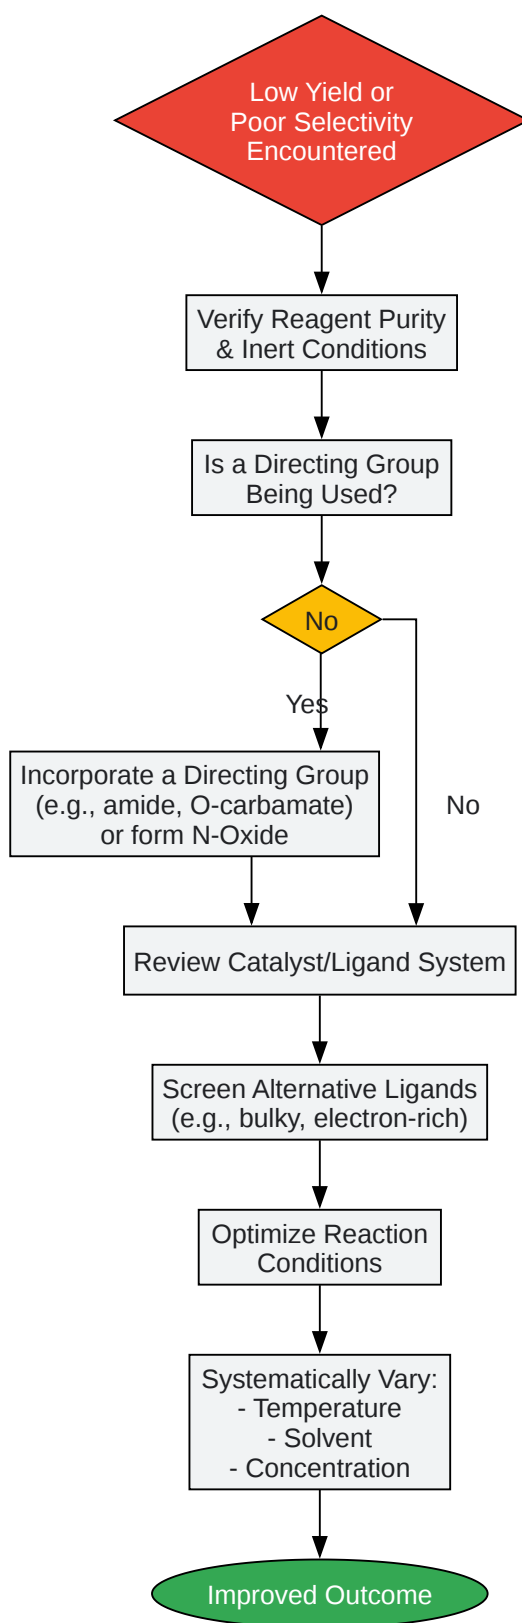 Low Yield or
Poor Selectivity
Encountered
Verify Reagent Purity
& Inert Conditions
Is a Directing Group
Being Used?
No
Yes
Incorporate a Directing Group
(e.g., amide, O-carbamate)
or form N-Oxide
No
Review Catalyst/Ligand System
Screen Alternative Ligands
(e.g., bulky, electron-rich)
Optimize Reaction
Conditions
Systematically Vary:
- Temperature
- Solvent
- Concentration
Improved Outcome